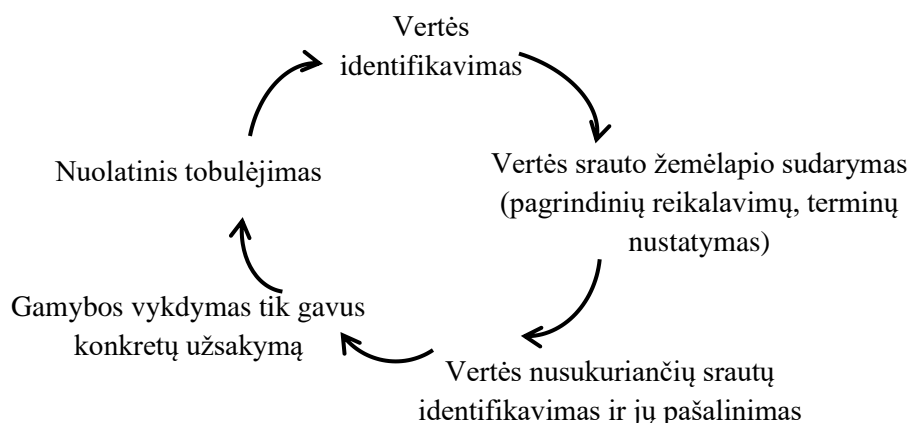 Vertės
identifikavimas
Vertės srauto žemėlapio sudarymas
(pagrindinių reikalavimų, terminų
nustatymas)
Vertės nusukuriančių srautų
identifikavimas ir jų pašalinimas
Gamybos vykdymas tik gavus
konkretų užsakymą
Nuolatinis tobulėjimas